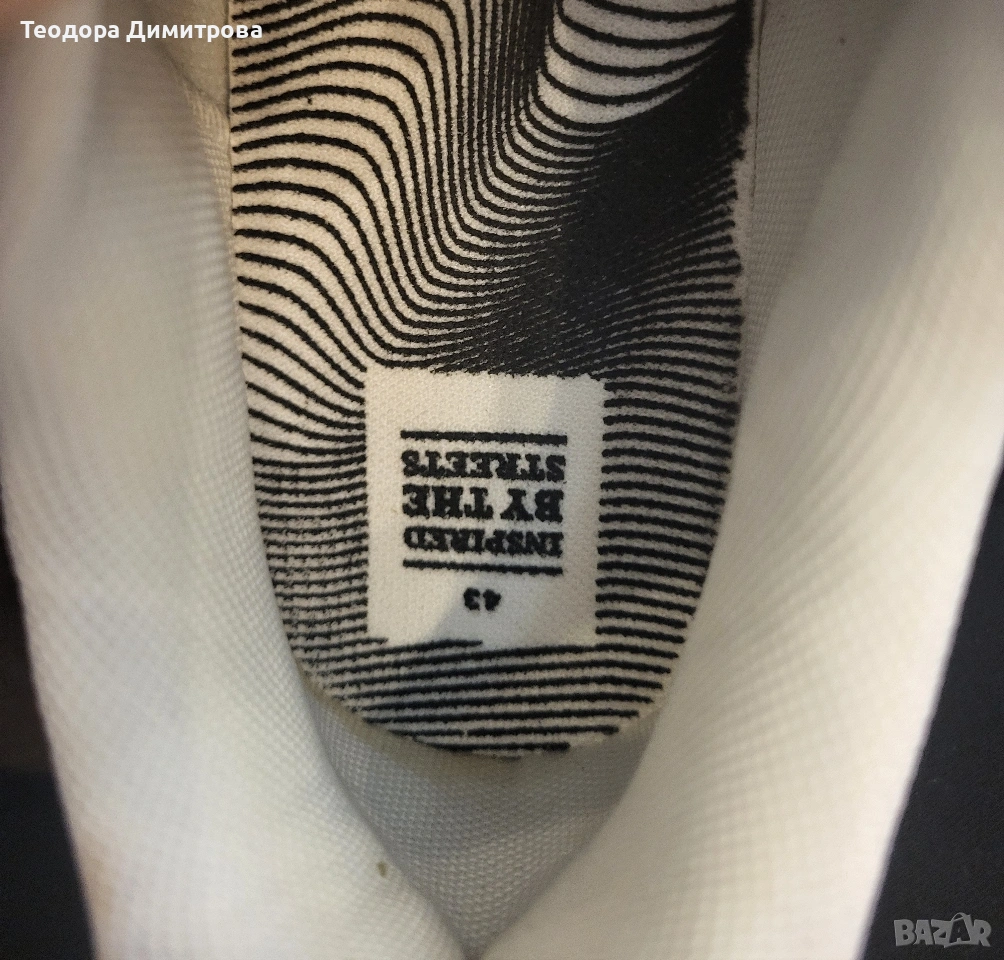 Теодора Димитрова
INSPIRED
BY THE
STREETS
43
BAZAR